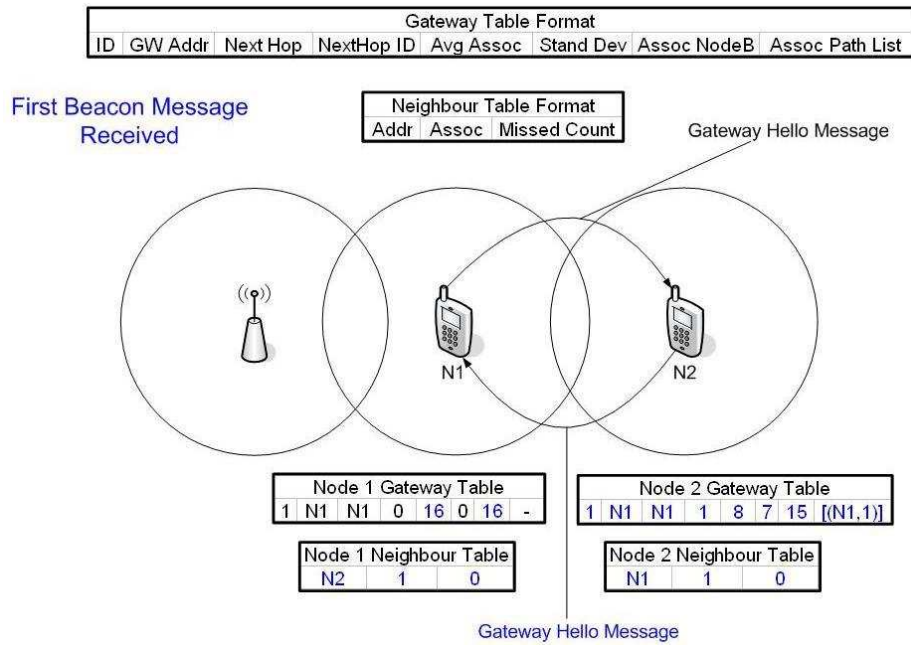 Gateway Table Format
ID GW Addr Next Hop NextHop ID Avg Assoc Stand Dev Assoc NodeB Assoc Path List
First Beacon Message
Received
Neighbour Table Format
Addr Assoc Missed Count
Gateway Hello Message
N1
N2
Node 1 Gateway Table
1 N1 N1 0 16 0 16 -
Node 2 Gateway Table
1 N1 N1 1 8 7 15 [(N1,1)]
Node 1 Neighbour Table
N2 1 0
Node 2 Neighbour Table
N1 1 0
Gateway Hello Message